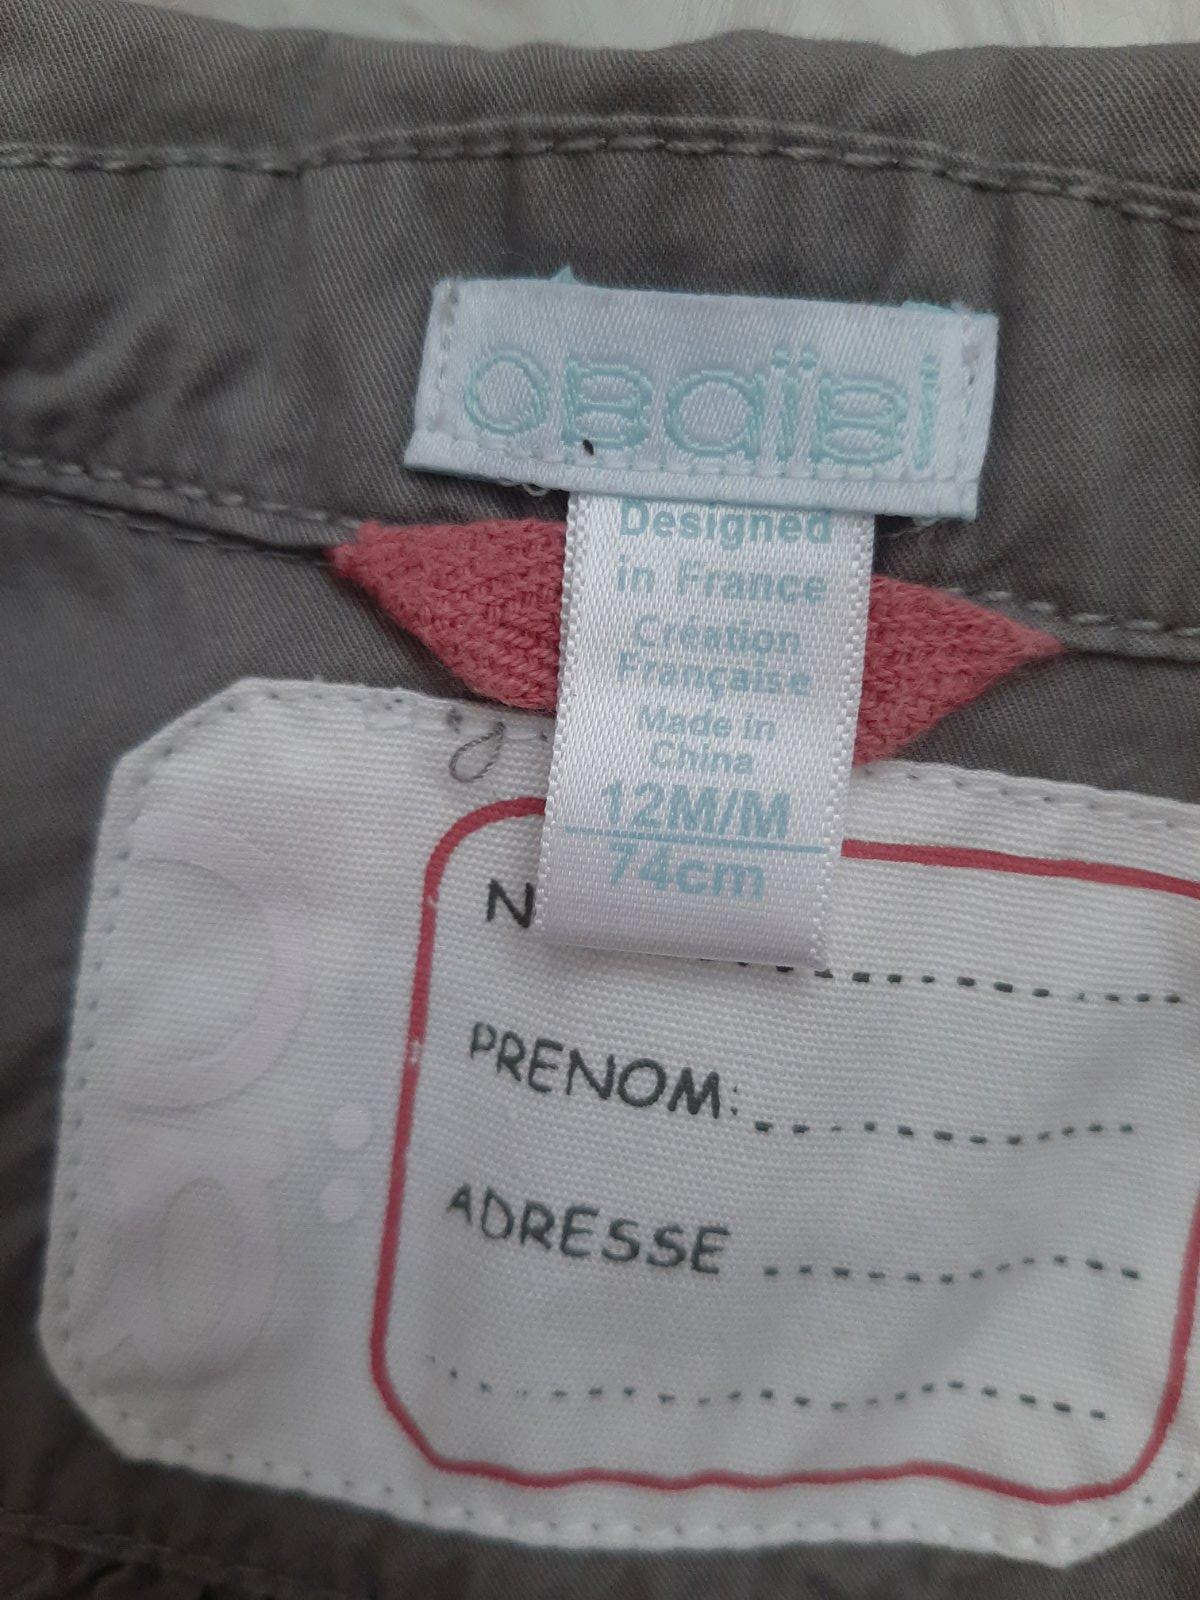 obaïbi
Designed
in France
Création
Française
Made in
China
12M/M
74cm
N
PRENOM:
ADRESSE